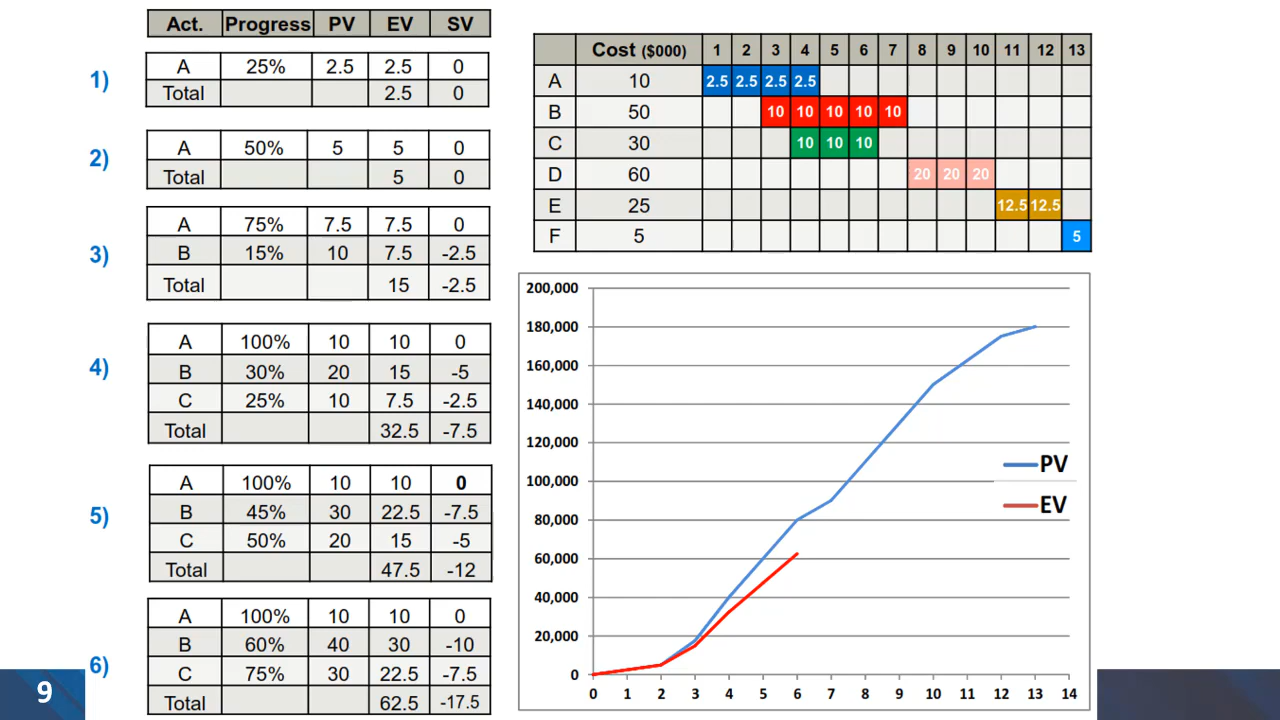 Act. Progress PV EV SV
1)
A 25% 2.5 2.5 0
Total 2.5 0
2)
A 50% 5 5 0
Total 5 0
3)
A 75% 7.5 7.5 0
B 15% 10 7.5 -2.5
Total 15 -2.5
4)
A 100% 10 10 0
B 30% 20 15 -5
C 25% 10 7.5 -2.5
Total 32.5 -7.5
5)
A 100% 10 10 0
B 45% 30 22.5 -7.5
C 50% 20 15 -5
Total 47.5 -12
6)
A 100% 10 10 0
B 60% 40 30 -10
C 75% 30 22.5 -7.5
Total 62.5 -17.5
Cost ($000) 1 2 3 4 5 6 7 8 9 10 11 12 13
A 10 2.5 2.5 2.5 2.5
B 50 10 10 10 10 10
C 30 10 10 10
D 60 20 20 20
E 25 12.5 12.5
F 5 5
200,000
180,000
160,000
140,000
120,000
100,000
80,000
60,000
40,000
20,000
0
PV
EV
0 1 2 3 4 5 6 7 8 9 10 11 12 13 14
9